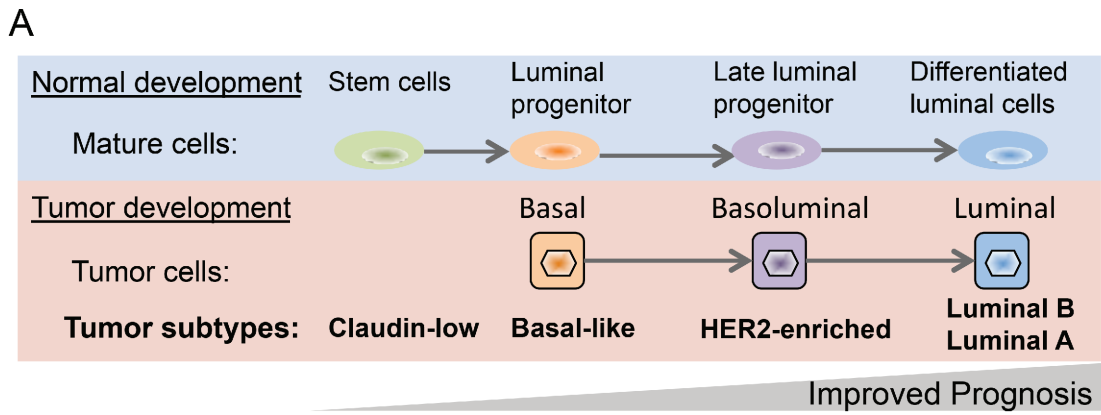 A
Normal development
Stem cells
Luminal
progenitor
Late luminal
progenitor
Differentiated
luminal cells
Mature cells:
Tumor development
Basal
Basoluminal
Luminal
Tumor cells:
Tumor subtypes:
Claudin-low
Basal-like
HER2-enriched
Luminal B
Luminal A
Improved Prognosis